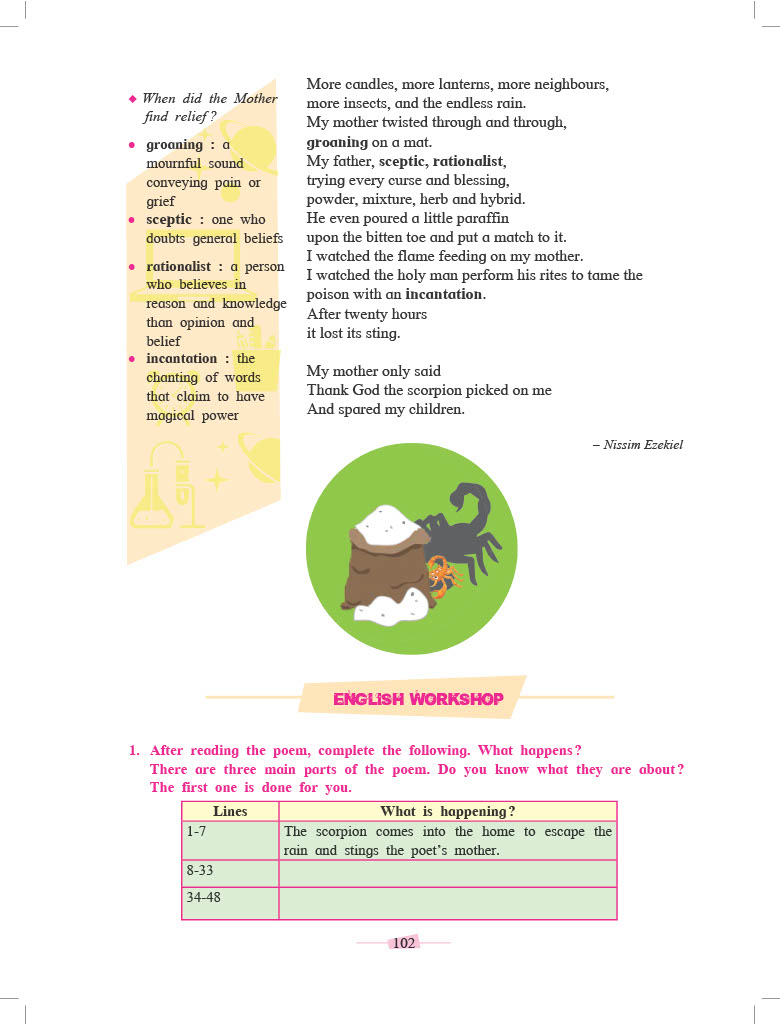 ◆ When did the Mother
find relief?
• groaning : a
mournful sound
conveying pain or
grief
• sceptic : one who
doubts general beliefs
• rationalist : a person
who believes in
reason and knowledge
than opinion and
belief
• incantation : the
chanting of words
that claim to have
magical power
More candles, more lanterns, more neighbours,
more insects, and the endless rain.
My mother twisted through and through,
groaning on a mat.
My father, sceptic, rationalist,
trying every curse and blessing,
powder, mixture, herb and hybrid.
He even poured a little paraffin
upon the bitten toe and put a match to it.
I watched the flame feeding on my mother.
I watched the holy man perform his rites to tame the
poison with an incantation.
After twenty hours
it lost its sting.
My mother only said
Thank God the scorpion picked on me
And spared my children.
– Nissim Ezekiel
ENGLISH WORKSHOP
1. After reading the poem, complete the following. What happens?
There are three main parts of the poem. Do you know what they are about?
The first one is done for you.
Lines What is happening?
1-7 The scorpion comes into the home to escape the
rain and stings the poet's mother.
8-33
34-48
102